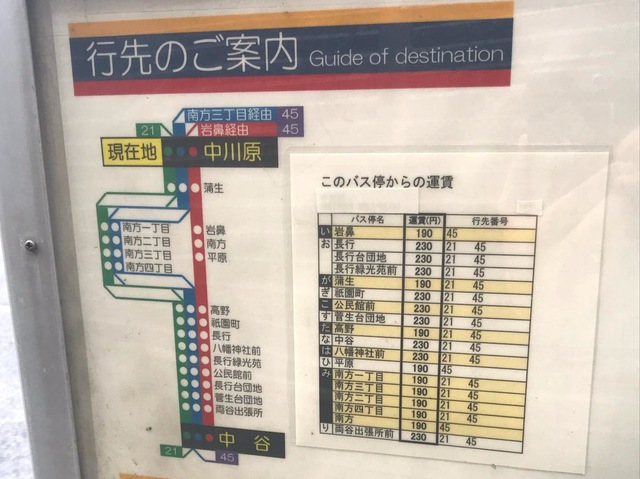 行先のご案内 Guide of destination
南方三丁目経由 45
21 岩鼻経由 45
現在地 中川原
蒲生
南方一丁目
南方二丁目
南方三丁目
南方四丁目
岩鼻
南方
平原
高野
祇園町
長行
八幡神社前
長行緑光苑
公民館前
長行台団地
菅生台団地
両谷出張所
中谷
21 45
このバス停からの運賃
バス停名 運賃(円) 行先番号
い 岩鼻 190 45
お 長行 230 21 45
長行台団地 230 21 45
長行緑光苑前 230 21 45
が 蒲生 190 21 45
ぎ 祇園町 230 21 45
こ 公民館前 230 21 45
す 菅生台団地 230 21 45
た 高野 190 21 45
な 中谷 230 21 45
は 八幡神社前 230 21 45
ひ 平原 190 45
み 南方一丁目 190 21 45
南方三丁目 190 21 45
南方二丁目 190 21 45
南方四丁目 190 21 45
南方 190 45
り 両谷出張所前 230 21 45